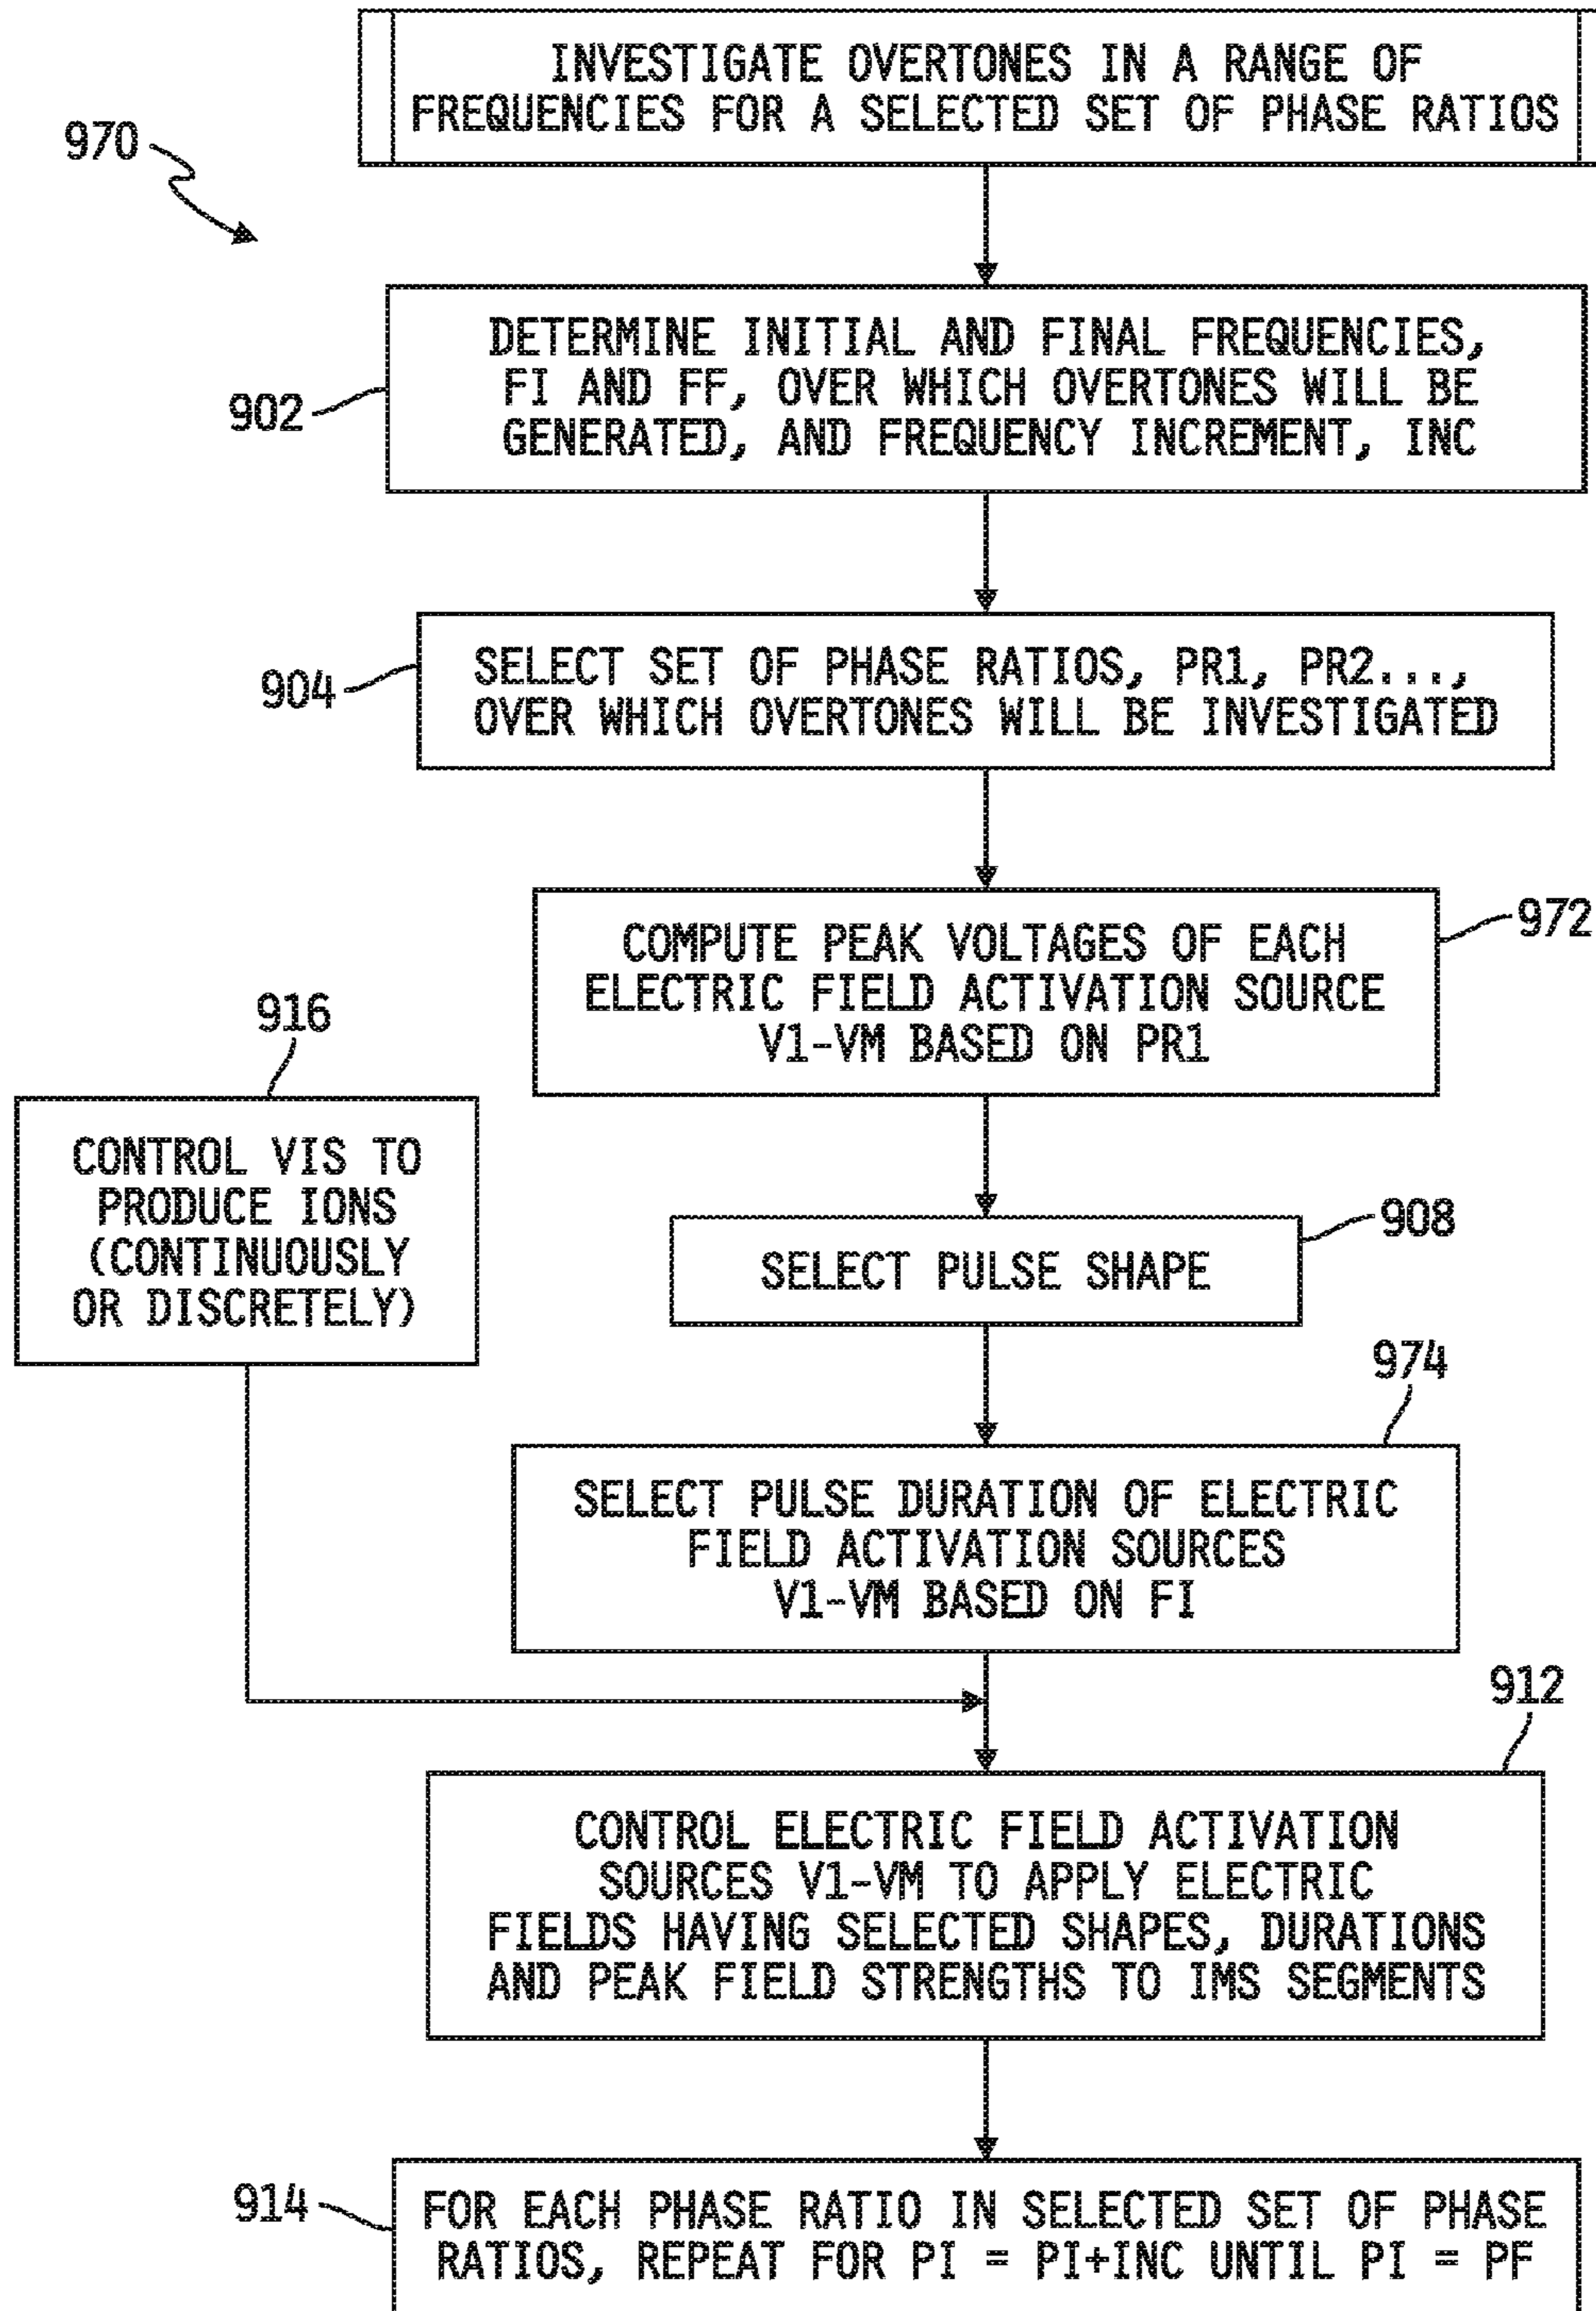 INVESTIGATE OVERTONES IN A RANGE OF
FREQUENCIES FOR A SELECTED SET OF PHASE RATIOS
970
DETERMINE INITIAL AND FINAL FREQUENCIES,
FI AND FF, OVER WHICH OVERTONES WILL BE
GENERATED, AND FREQUENCY INCREMENT, INC
902
SELECT SET OF PHASE RATIOS, PR1, PR2...,
OVER WHICH OVERTONES WILL BE INVESTIGATED
904
COMPUTE PEAK VOLTAGES OF EACH
ELECTRIC FIELD ACTIVATION SOURCE
V1-VM BASED ON PR1
972
916
CONTROL VIS TO
PRODUCE IONS
(CONTINUOUSLY
OR DISCRETELY)
SELECT PULSE SHAPE
908
974
SELECT PULSE DURATION OF ELECTRIC
FIELD ACTIVATION SOURCES
V1-VM BASED ON FI
912
CONTROL ELECTRIC FIELD ACTIVATION
SOURCES V1-VM TO APPLY ELECTRIC
FIELDS HAVING SELECTED SHAPES, DURATIONS
AND PEAK FIELD STRENGTHS TO IMS SEGMENTS
914
FOR EACH PHASE RATIO IN SELECTED SET OF PHASE
RATIOS, REPEAT FOR PI = PI+INC UNTIL PI = PF